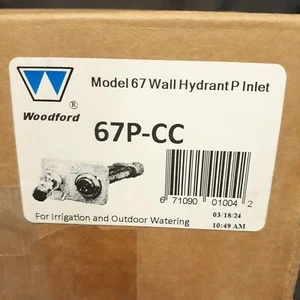 Model 67 Wall Hydrant P Inlet
W
®
Woodford
67P-CC
6 71090 01004 2
For Irrigation and Outdoor Watering
03/18/24
10:49 AM